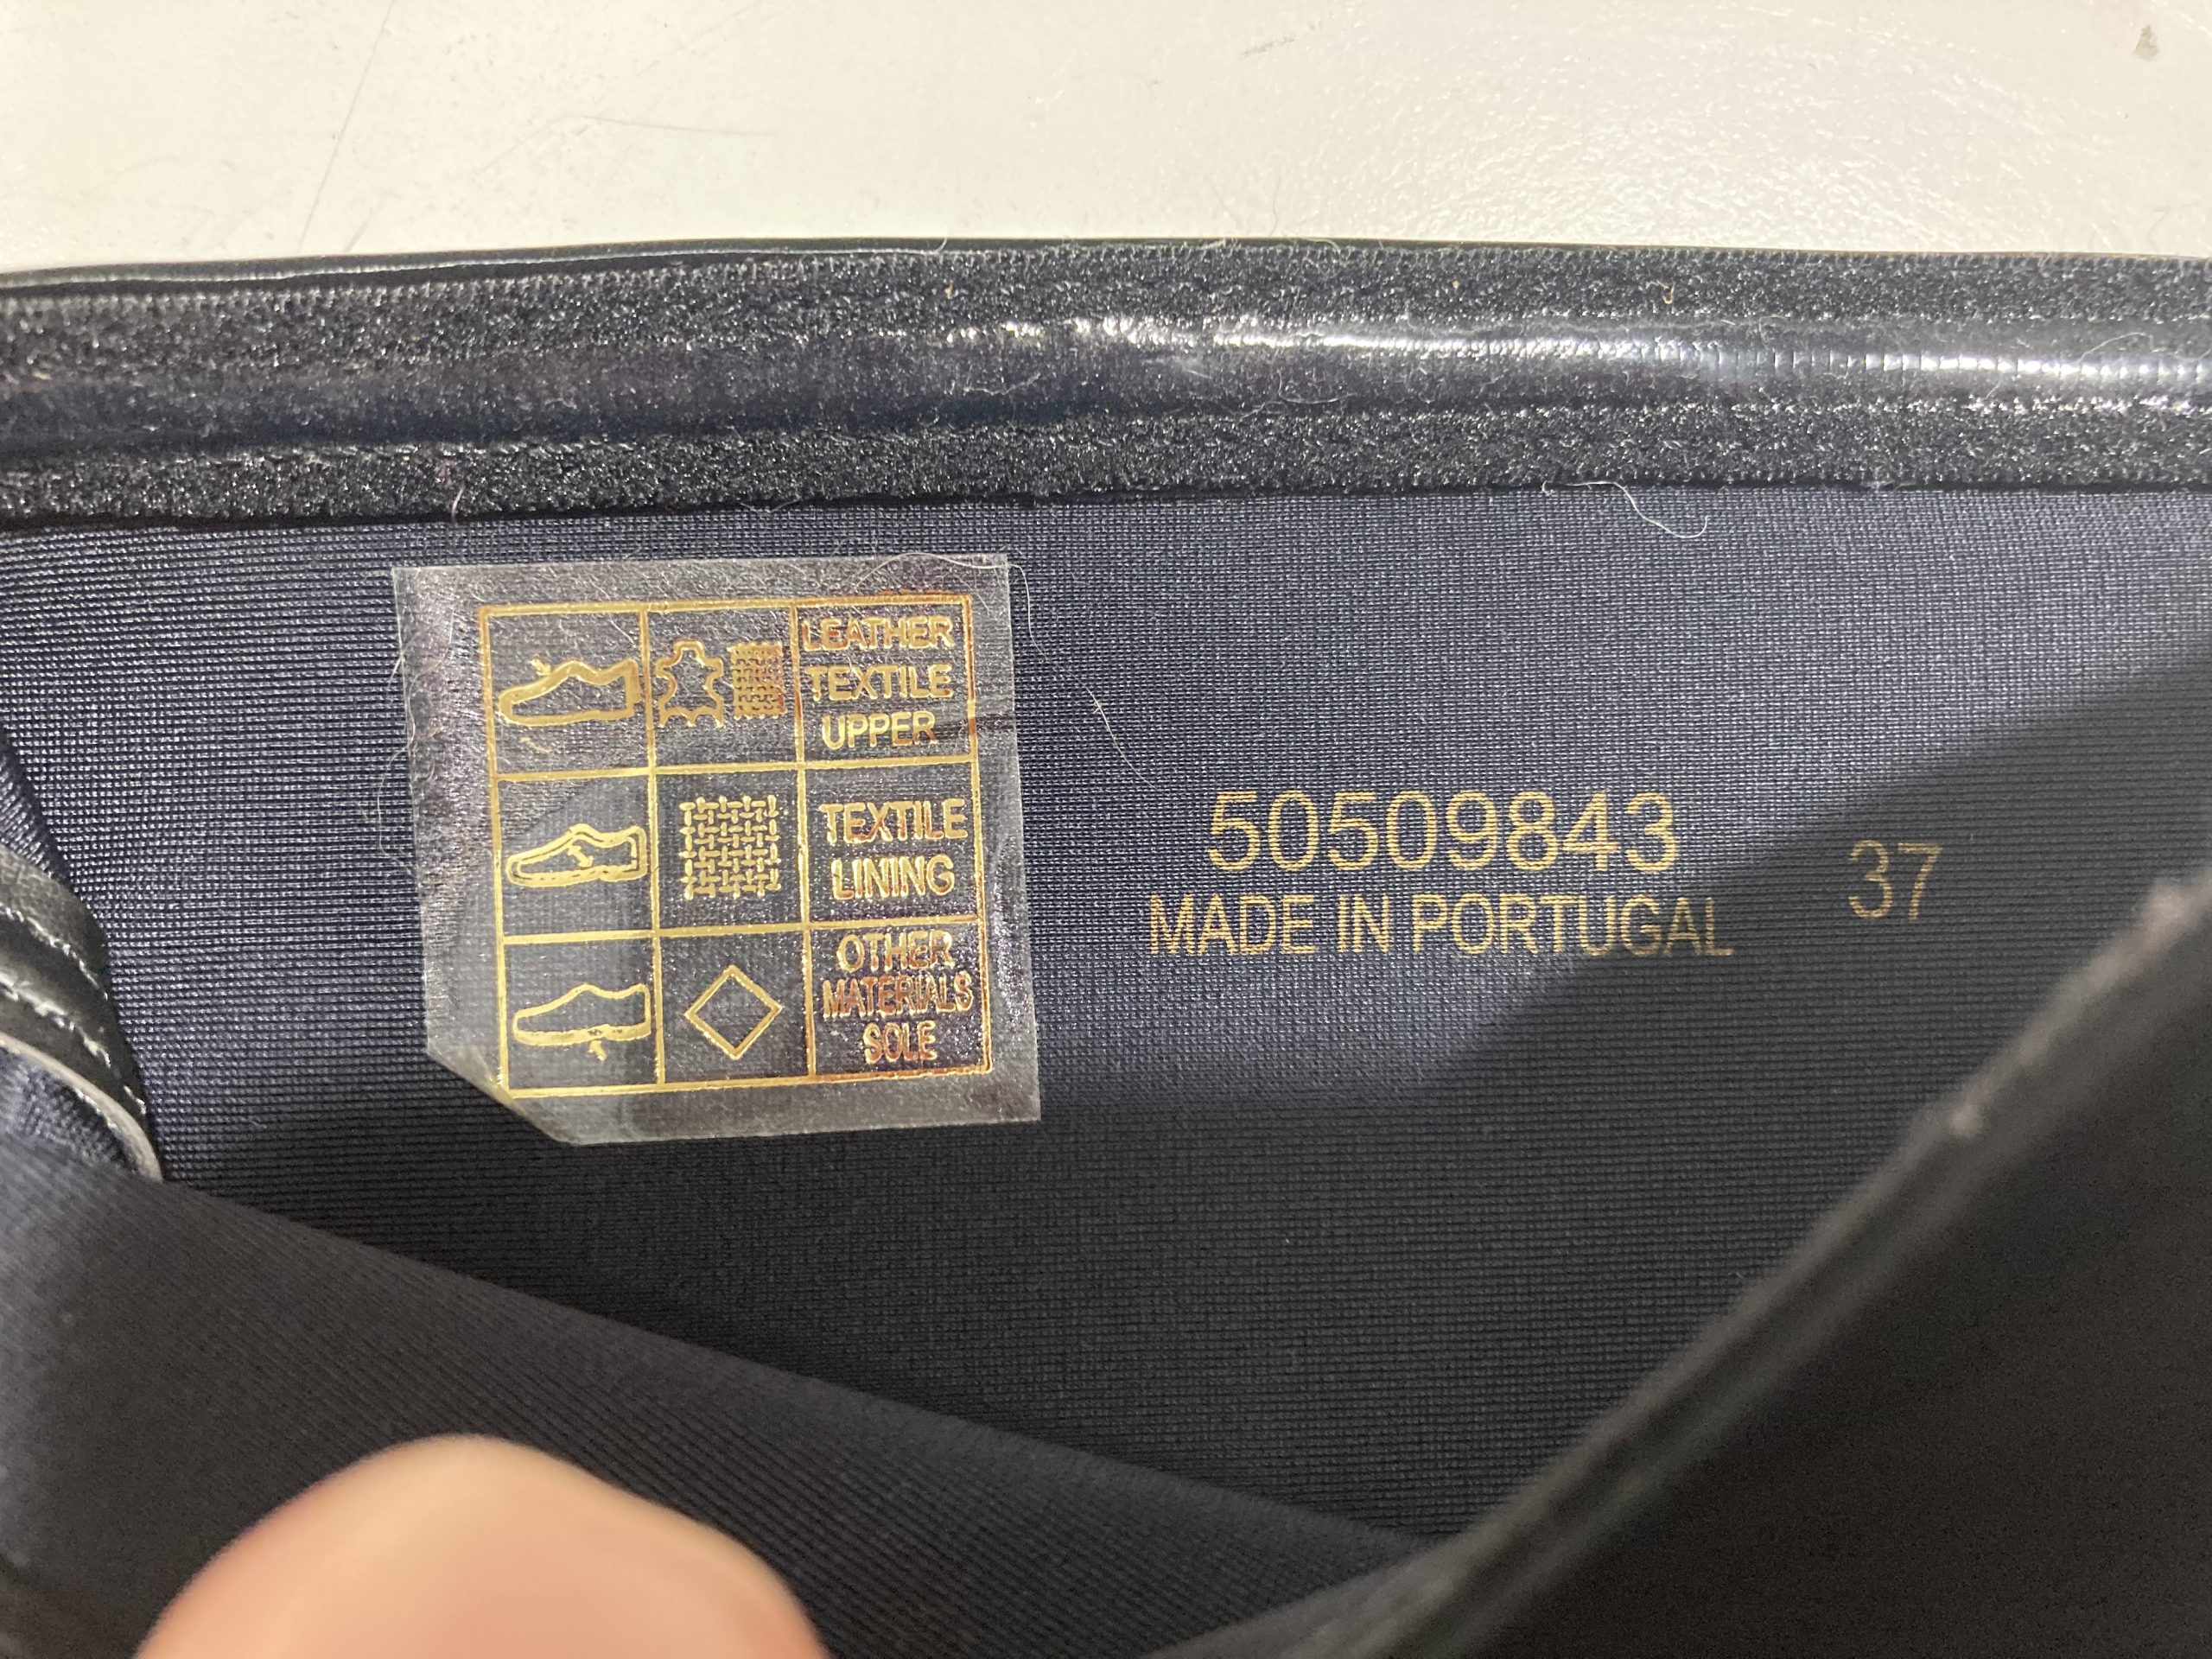 LEATHER
TEXTILE
UPPER
TEXTILE
LINING
OTHER
MATERIALS
SOLE
50509843
MADE IN PORTUGAL
37